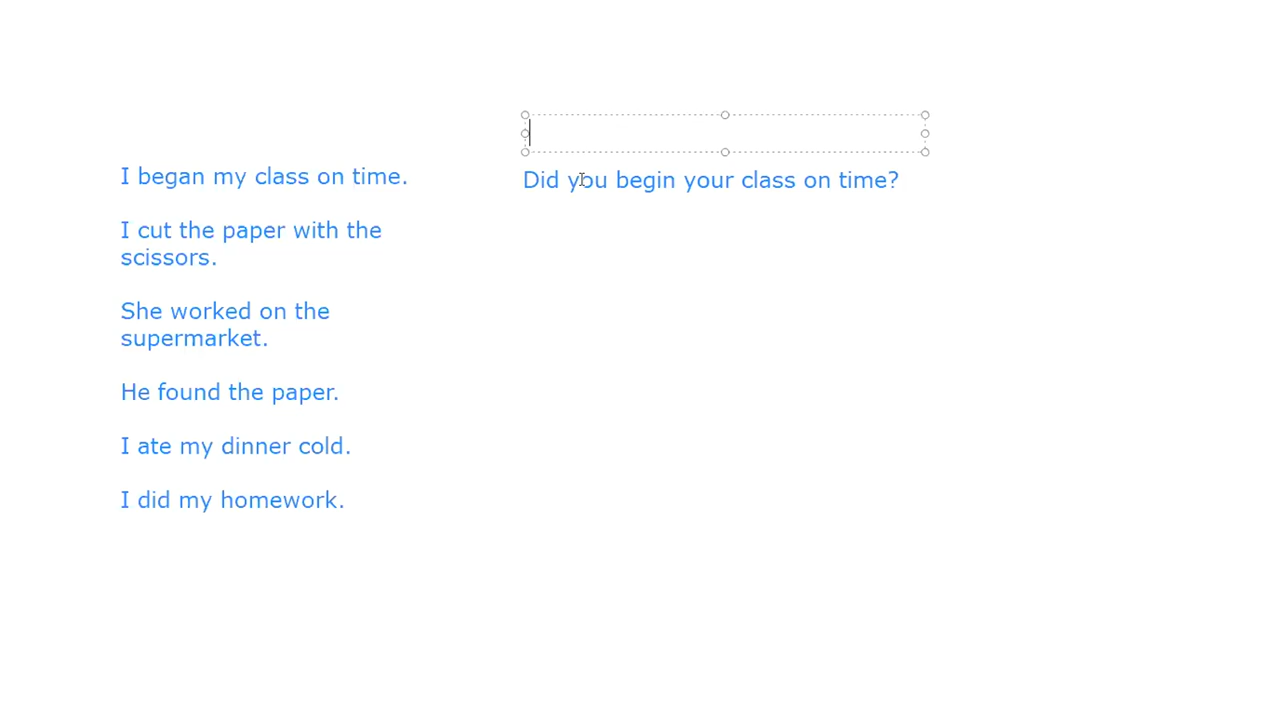 I began my class on time.
I cut the paper with the
scissors.
She worked on the
supermarket.
He found the paper.
I ate my dinner cold.
I did my homework.
Did you begin your class on time?